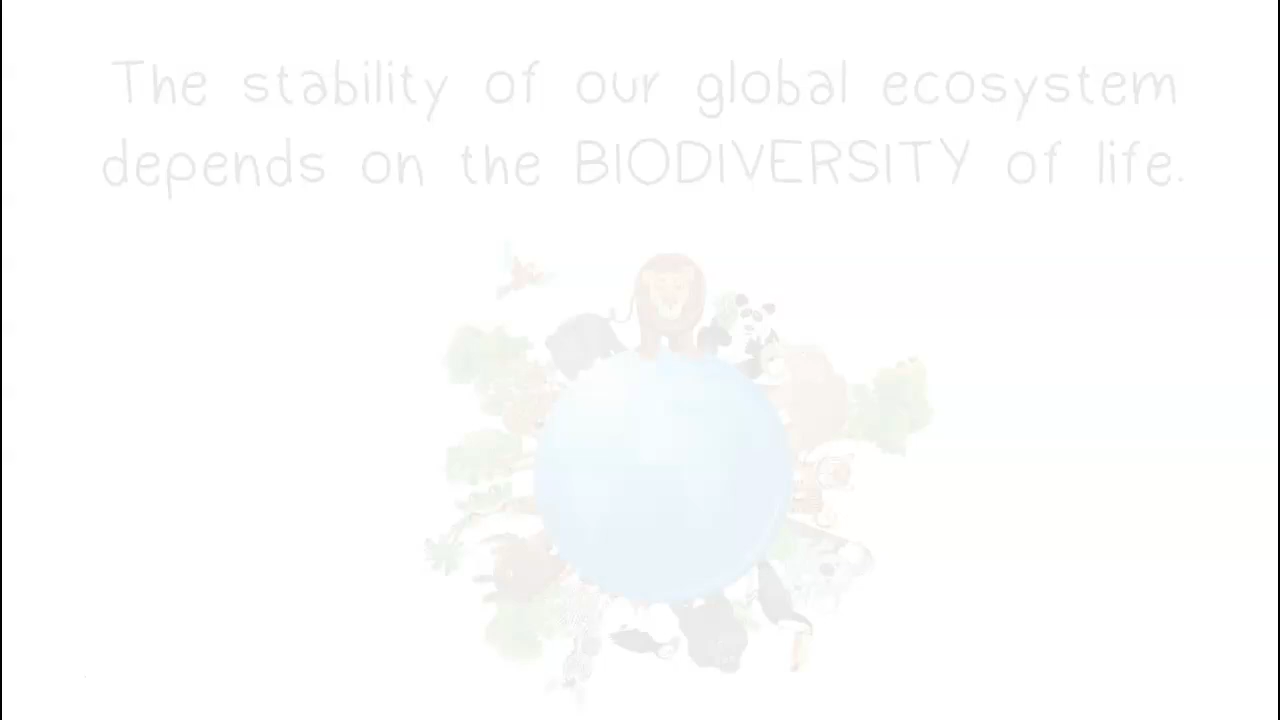 The stability of our global ecosystem
depends on the BIODIVERSITY of life.